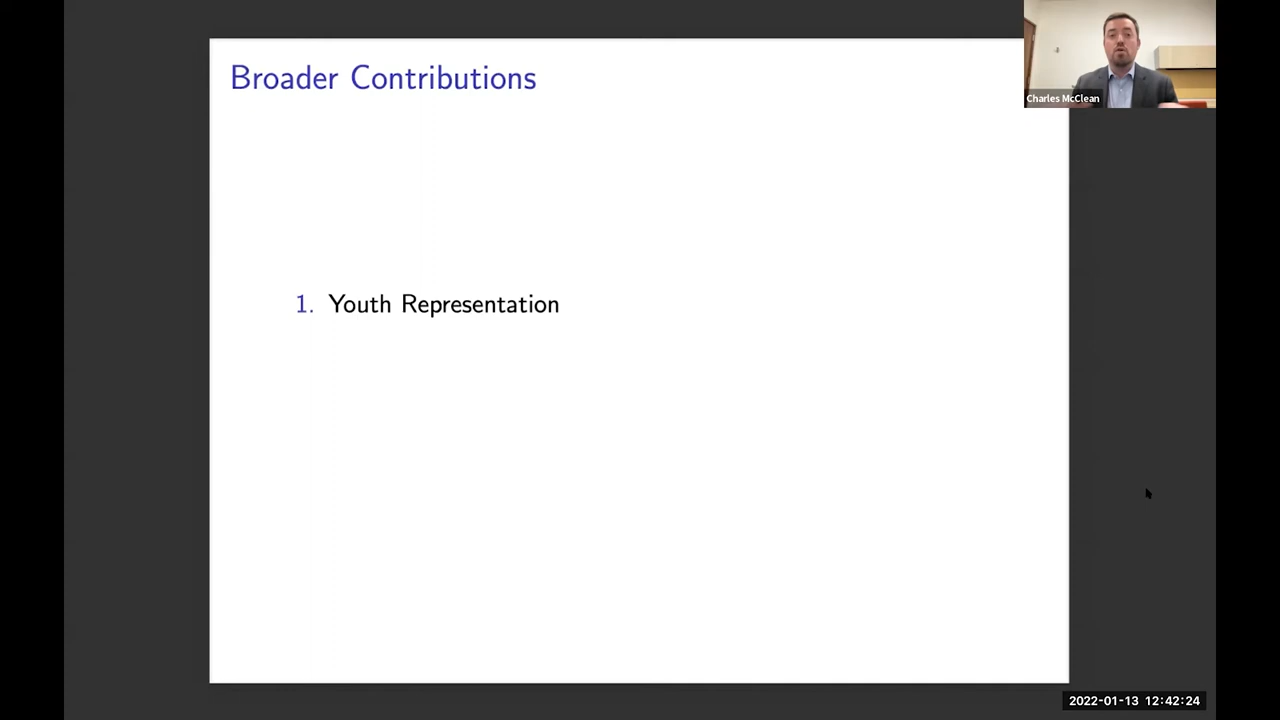 Broader Contributions
Charles McClean
1. Youth Representation
2022-01-13 12:42:24